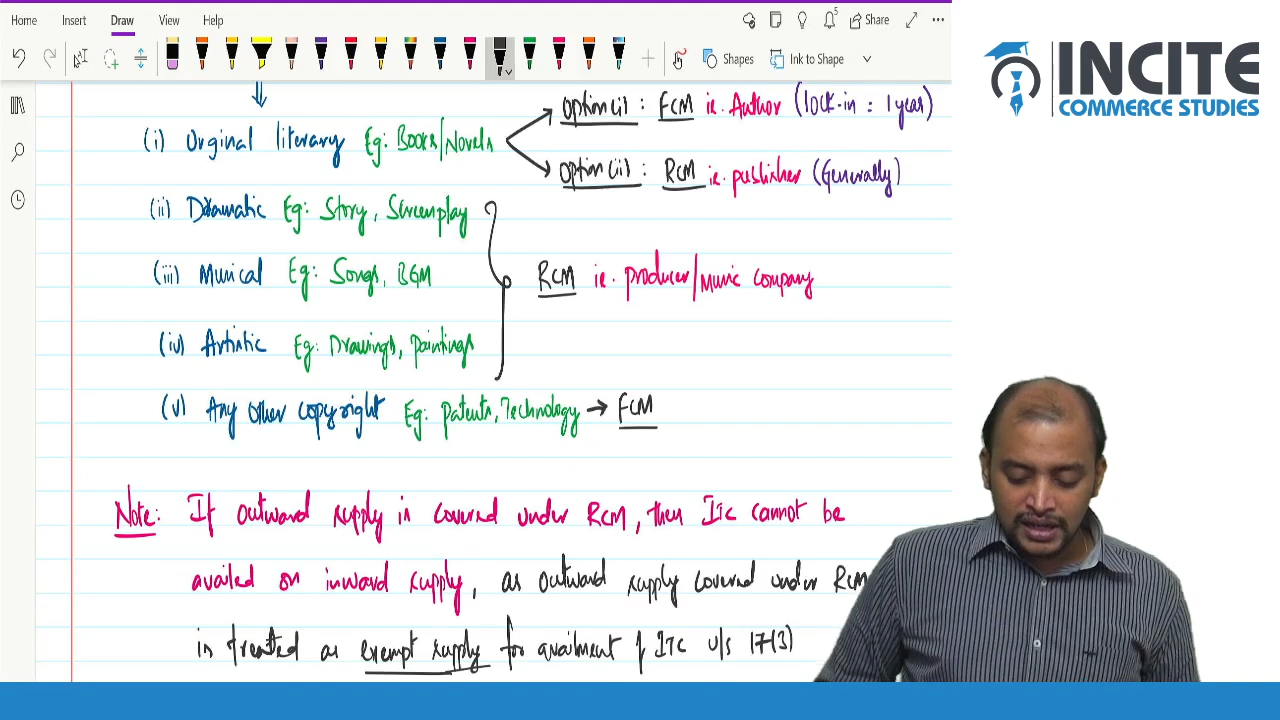 Home Insert Draw View Help
5 Share
Shapes Ink to Shape
INCITE
COMMERCE STUDIES
Option(i) : FCM ie. Author (lock-in = 1 year)
(i) Orginal literary Eg: Books/Novels
Option(ii) : RCM ie. publisher (Generally)
(ii) Dramatic Eg: Story, Screenplay
(iii) Musical Eg: Songs, BGM
RCM ie. producer/Music company
(iv) Artistic Eg: Drawings, paintings
(v) Any other copyright Eg: patents, Technology → FCM
Note: If outward supply is covered under RCM, then ITC cannot be
availed on inward supply, as outward supply covered under RCM
is treated as exempt supply for availment of ITC u/s 17(3)